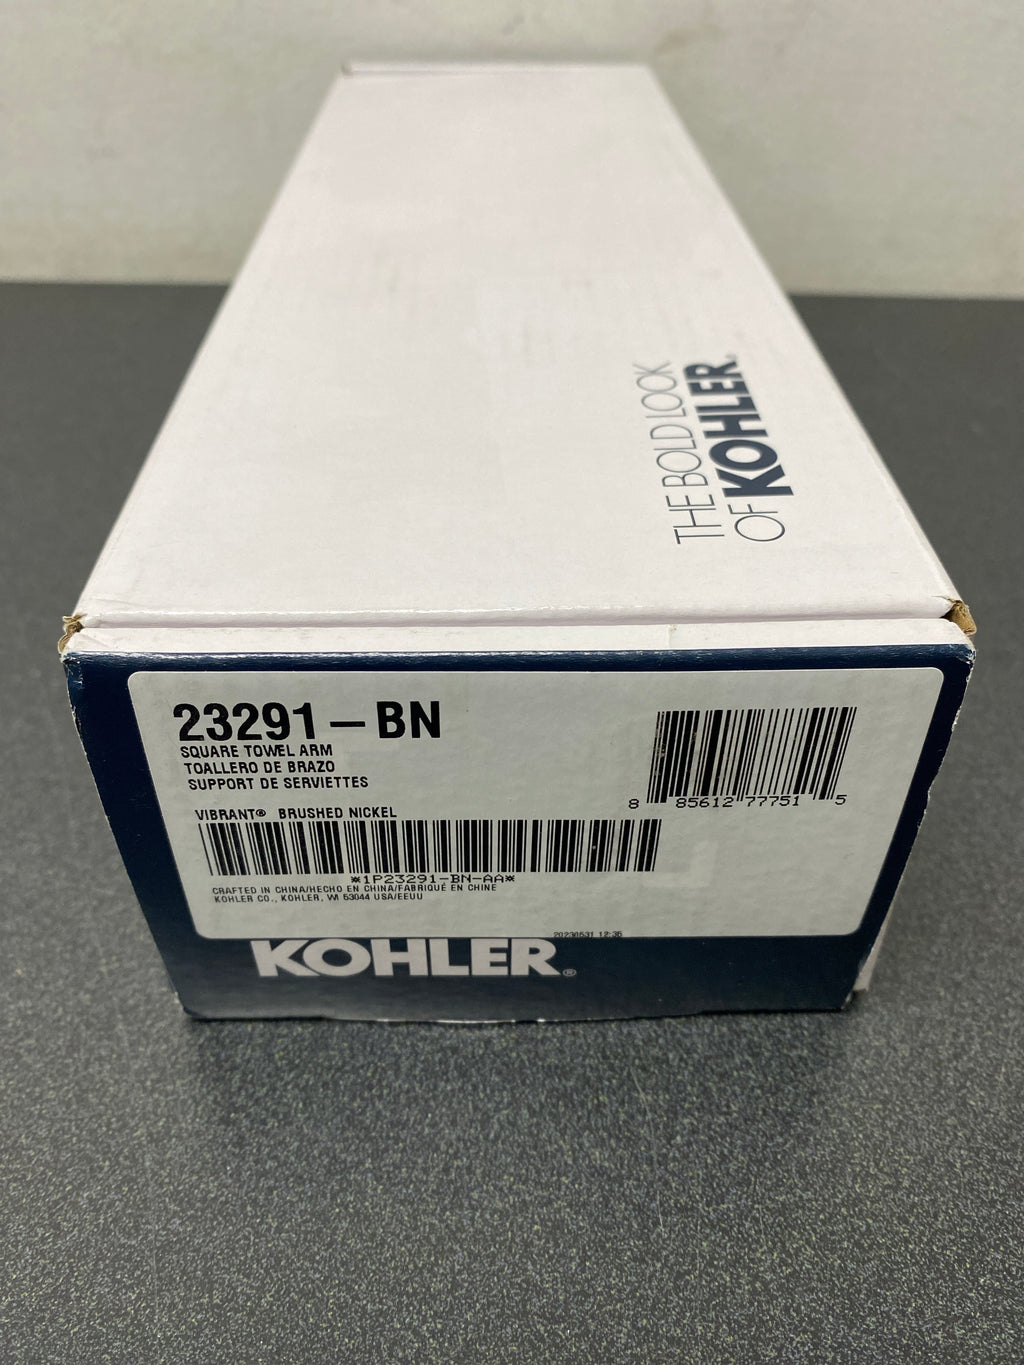 THE BOLD LOOK
OF KOHLER.
23291-BN
SQUARE TOWEL ARM
TOALLERO DE BRAZO
SUPPORT DE SERVIETTES
VIBRANT® BRUSHED NICKEL
8 85612 77751 5
*1P23291-BN-AA*
CRAFTED IN CHINA/HECHO EN CHINA/FABRIQUÉ EN CHINE
KOHLER CO., KOHLER, WI 53044 USA/EEUU
20230531 12:35
KOHLER®